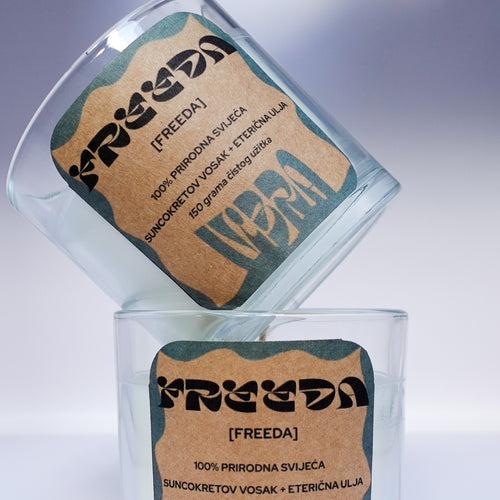 FREEDA
[FREEDA]
100% PRIRODNA SVIJEĆA
SUNCOKRETOV VOSAK + ETERIČNA ULJA
150 grama čistog užitka
FREEDA
[FREEDA]
100% PRIRODNA SVIJEĆA
SUNCOKRETOV VOSAK + ETERIČNA ULJA